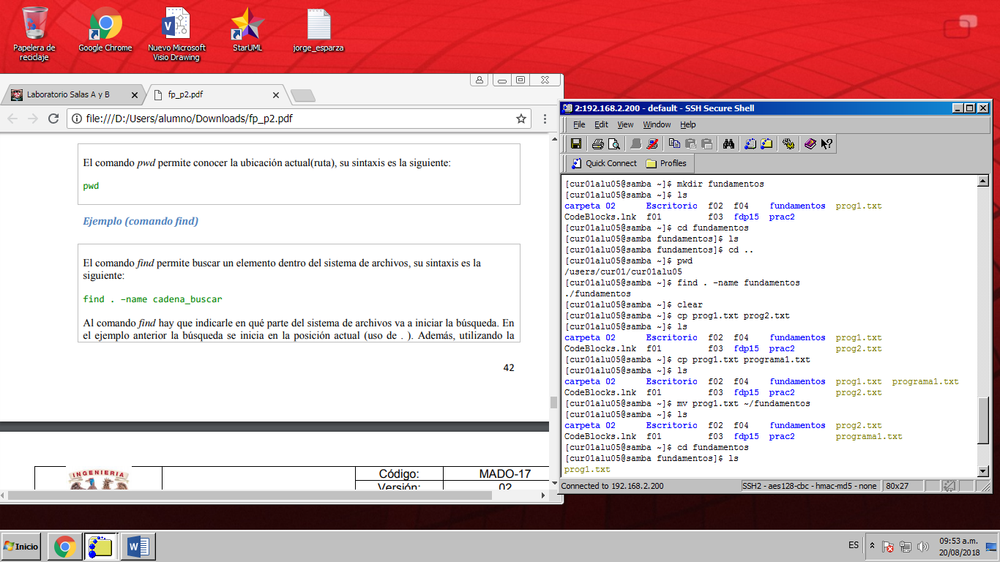 Papelera de reciclaje
Google Chrome
Nuevo Microsoft Visio Drawing
StarUML
jorge_esparza
Laboratorio Salas A y B
fp_p2.pdf
file:///D:/Users/alumno/Downloads/fp_p2.pdf
El comando pwd permite conocer la ubicación actual(ruta), su sintaxis es la siguiente:
pwd
Ejemplo (comando find)
El comando find permite buscar un elemento dentro del sistema de archivos, su sintaxis es la
siguiente:
find . –name cadena_buscar
Al comando find hay que indicarle en qué parte del sistema de archivos va a iniciar la búsqueda. En
el ejemplo anterior la búsqueda se inicia en la posición actual (uso de . ). Además, utilizando la
42
INGENIERIA
Código: MADO-17
Versión: 02
2:192.168.2.200 - default - SSH Secure Shell
File Edit View Window Help
Quick Connect Profiles
[cur01alu05@samba ~]$ mkdir fundamentos
[cur01alu05@samba ~]$ ls
carpeta 02 Escritorio f02 f04 fundamentos prog1.txt
CodeBlocks.lnk f01 f03 fdp15 prac2
[cur01alu05@samba ~]$ cd fundamentos
[cur01alu05@samba fundamentos]$ ls
[cur01alu05@samba fundamentos]$ cd ..
[cur01alu05@samba ~]$ pwd
/users/cur01/cur01alu05
[cur01alu05@samba ~]$ find . -name fundamentos
./fundamentos
[cur01alu05@samba ~]$ clear
[cur01alu05@samba ~]$ cp prog1.txt prog2.txt
[cur01alu05@samba ~]$ ls
carpeta 02 Escritorio f02 f04 fundamentos prog1.txt
CodeBlocks.lnk f01 f03 fdp15 prac2 prog2.txt
[cur01alu05@samba ~]$ cp prog1.txt programa1.txt
[cur01alu05@samba ~]$ ls
carpeta 02 Escritorio f02 f04 fundamentos prog1.txt programa1.txt
CodeBlocks.lnk f01 f03 fdp15 prac2 prog2.txt
[cur01alu05@samba ~]$ mv prog1.txt ~/fundamentos
[cur01alu05@samba ~]$ ls
carpeta 02 Escritorio f02 f04 fundamentos prog2.txt
CodeBlocks.lnk f01 f03 fdp15 prac2 programa1.txt
[cur01alu05@samba ~]$ cd fundamentos
[cur01alu05@samba fundamentos]$ ls
prog1.txt
Connected to 192.168.2.200 SSH2 - aes128-cbc - hmac-md5 - none 80x27
Inicio
ES
09:53 a.m.
20/08/2018